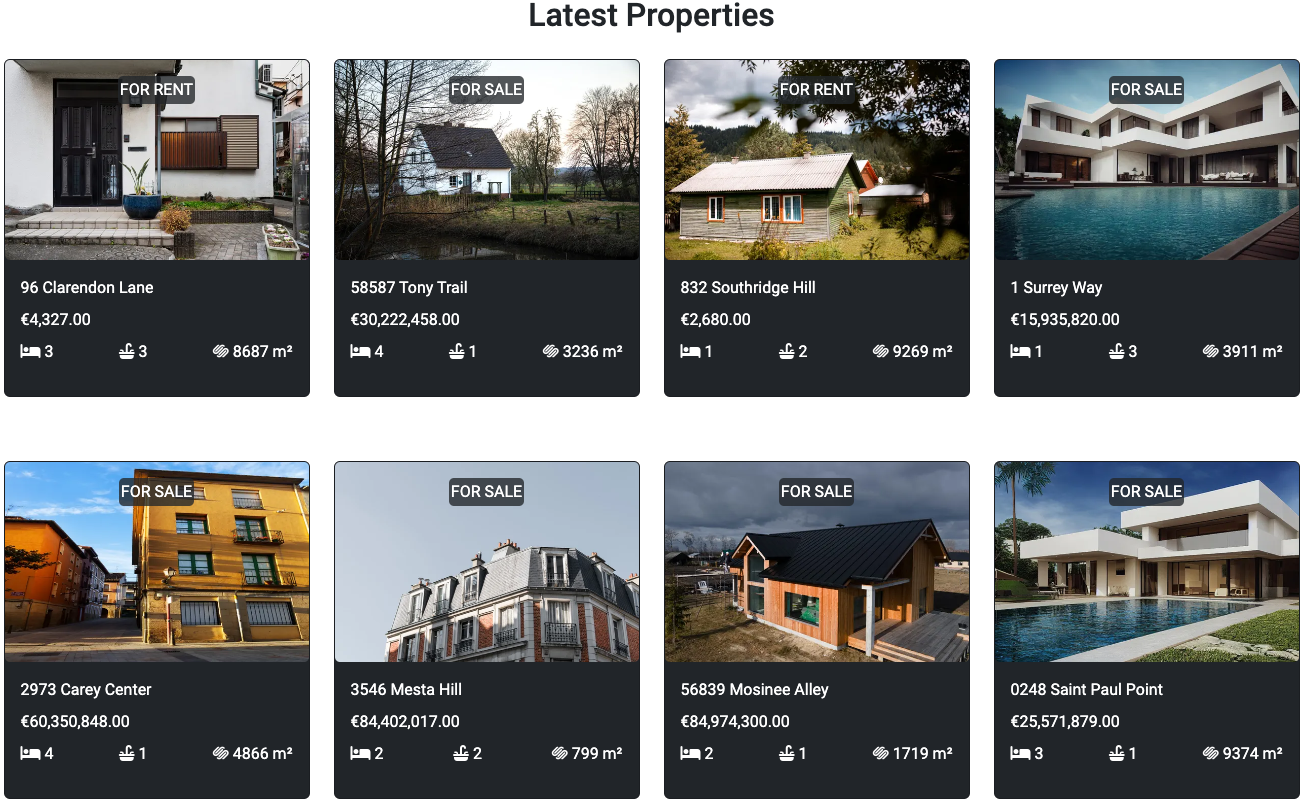 Latest Properties
FOR RENT
96 Clarendon Lane
€4,327.00
3 3 8687 m²
FOR SALE
58587 Tony Trail
€30,222,458.00
4 1 3236 m²
FOR RENT
832 Southridge Hill
€2,680.00
1 2 9269 m²
FOR SALE
1 Surrey Way
€15,935,820.00
1 3 3911 m²
FOR SALE
2973 Carey Center
€60,350,848.00
4 1 4866 m²
FOR SALE
3546 Mesta Hill
€84,402,017.00
2 2 799 m²
FOR SALE
56839 Mosinee Alley
€84,974,300.00
2 1 1719 m²
FOR SALE
0248 Saint Paul Point
€25,571,879.00
3 1 9374 m²